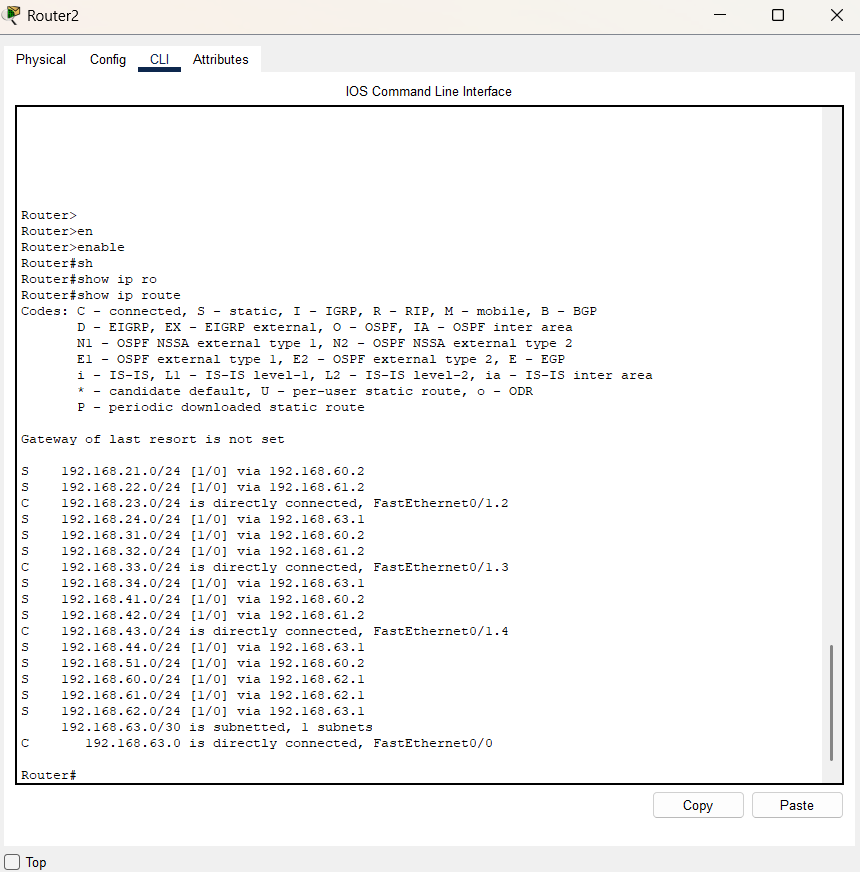 Router2
Physical Config CLI Attributes
IOS Command Line Interface
Router>
Router>en
Router>enable
Router#sh
Router#show ip ro
Router#show ip route
Codes: C - connected, S - static, I - IGRP, R - RIP, M - mobile, B - BGP
       D - EIGRP, EX - EIGRP external, O - OSPF, IA - OSPF inter area
       N1 - OSPF NSSA external type 1, N2 - OSPF NSSA external type 2
       E1 - OSPF external type 1, E2 - OSPF external type 2, E - EGP
       i - IS-IS, L1 - IS-IS level-1, L2 - IS-IS level-2, ia - IS-IS inter area
       * - candidate default, U - per-user static route, o - ODR
       P - periodic downloaded static route
Gateway of last resort is not set
S    192.168.21.0/24 [1/0] via 192.168.60.2
S    192.168.22.0/24 [1/0] via 192.168.61.2
C    192.168.23.0/24 is directly connected, FastEthernet0/1.2
S    192.168.24.0/24 [1/0] via 192.168.63.1
S    192.168.31.0/24 [1/0] via 192.168.60.2
S    192.168.32.0/24 [1/0] via 192.168.61.2
C    192.168.33.0/24 is directly connected, FastEthernet0/1.3
S    192.168.34.0/24 [1/0] via 192.168.63.1
S    192.168.41.0/24 [1/0] via 192.168.60.2
S    192.168.42.0/24 [1/0] via 192.168.61.2
C    192.168.43.0/24 is directly connected, FastEthernet0/1.4
S    192.168.44.0/24 [1/0] via 192.168.63.1
S    192.168.51.0/24 [1/0] via 192.168.60.2
S    192.168.60.0/24 [1/0] via 192.168.62.1
S    192.168.61.0/24 [1/0] via 192.168.62.1
S    192.168.62.0/24 [1/0] via 192.168.63.1
     192.168.63.0/30 is subnetted, 1 subnets
C       192.168.63.0 is directly connected, FastEthernet0/0
Router#
Copy Paste
Top